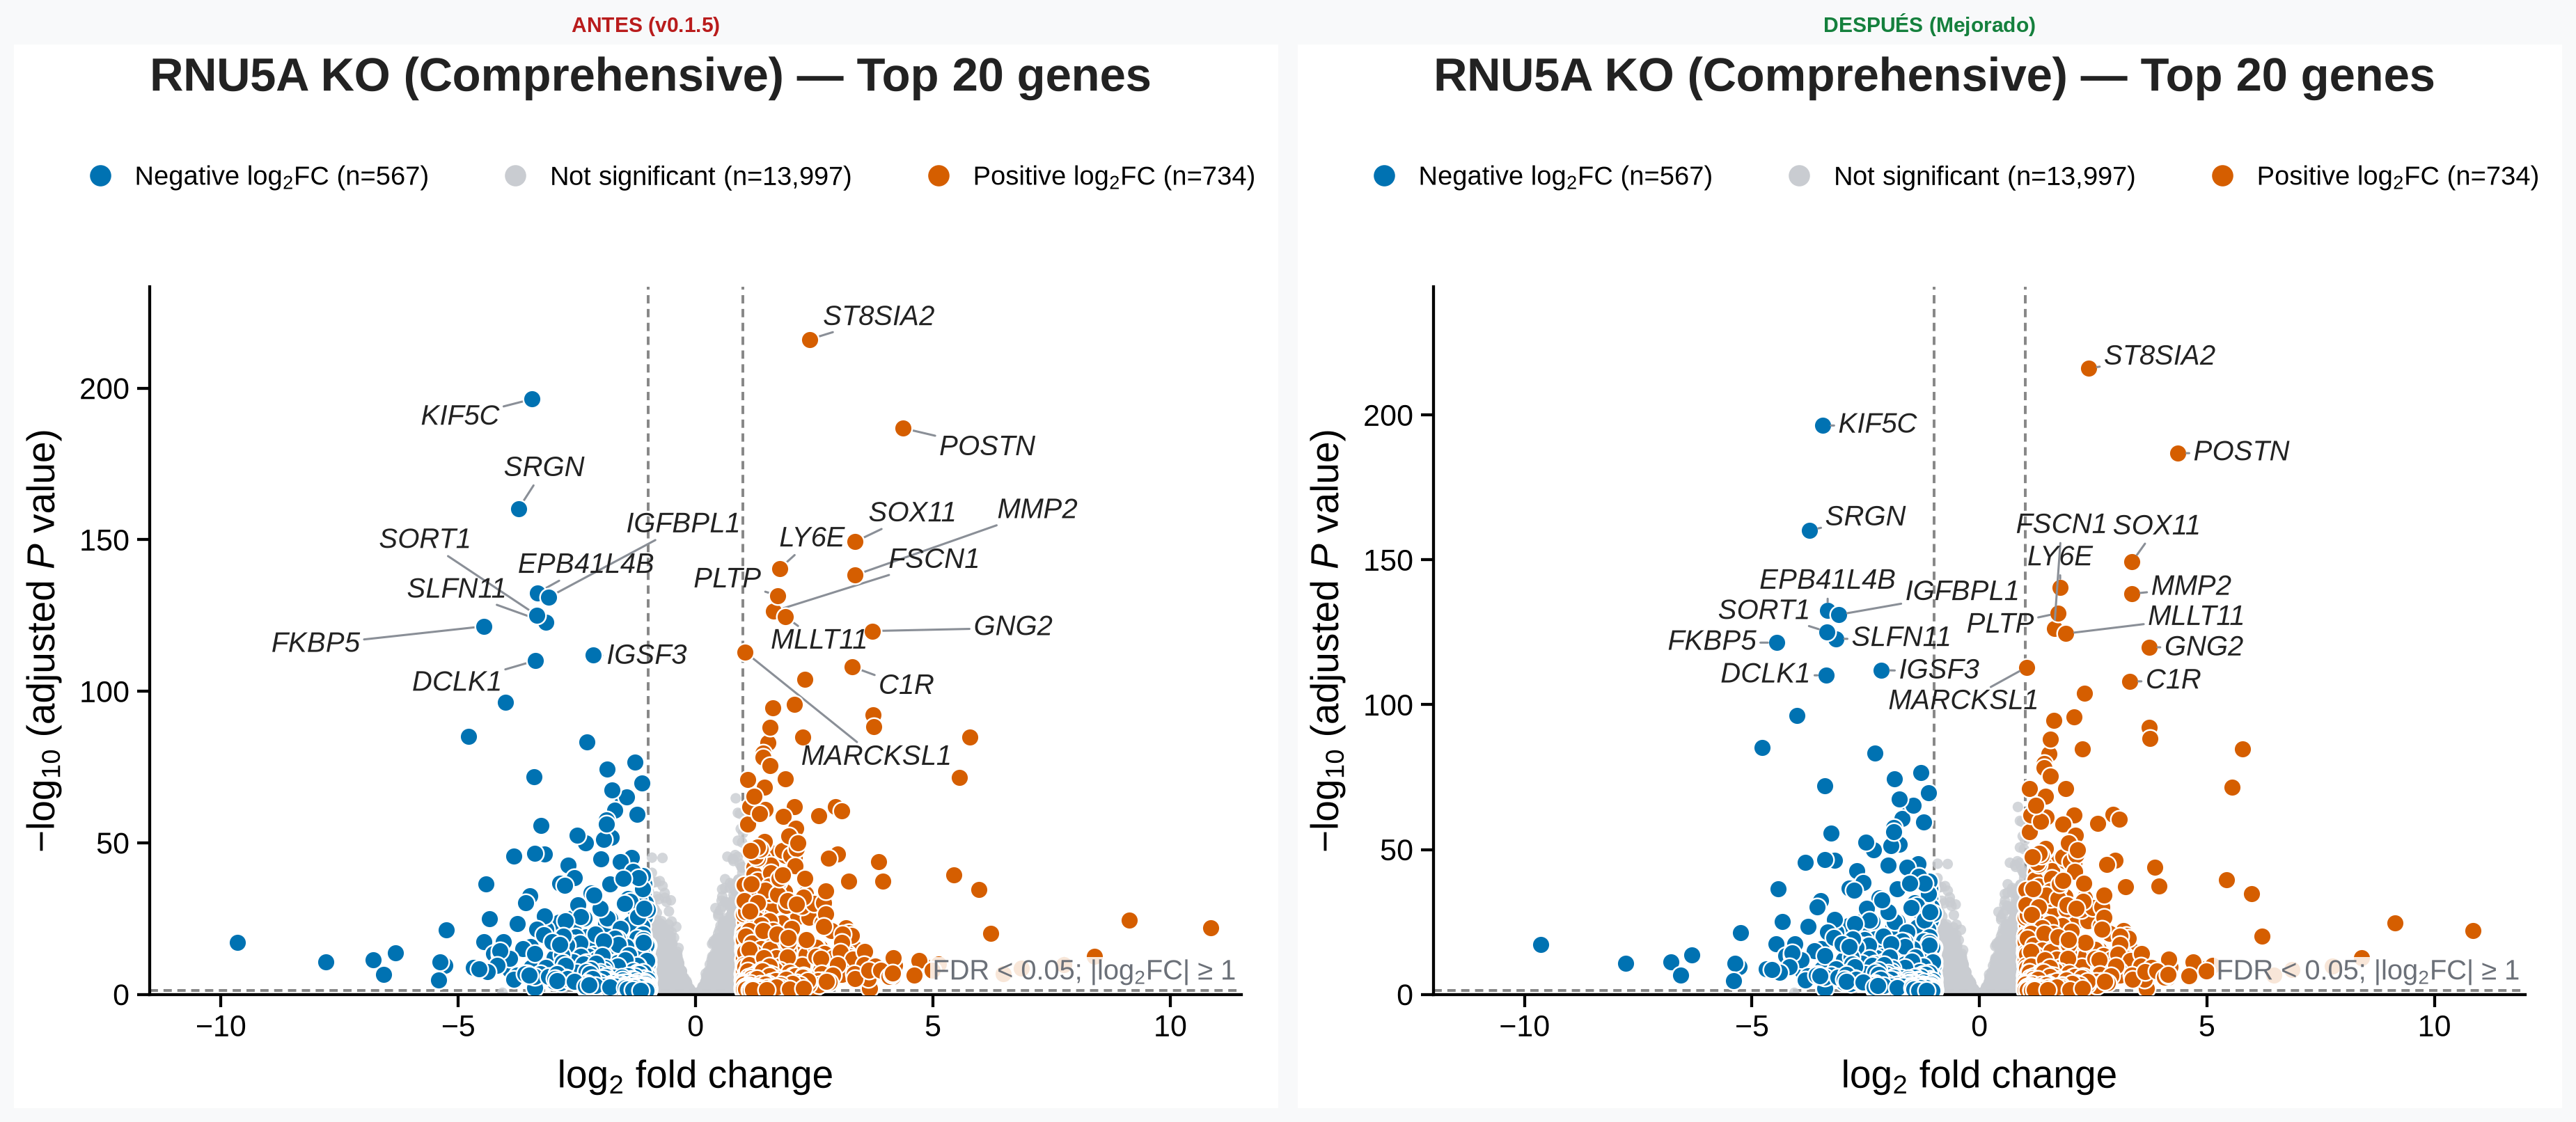 ANTES (v0.1.5)
RNU5A KO (Comprehensive) — Top 20 genes
Negative log₂FC (n=567)
Not significant (n=13,997)
Positive log₂FC (n=734)
ST8SIA2
KIF5C
POSTN
SRGN
SOX11
MMP2
IGFBPL1
SORT1
LY6E
EPB41L4B
FSCN1
PLTP
SLFN11
GNG2
MLLT11
FKBP5
IGSF3
DCLK1
C1R
MARCKSL1
FDR < 0.05; |log₂FC| ≥ 1
200
150
100
50
0
−log₁₀ (adjusted P value)
−10
−5
0
5
10
log₂ fold change
DESPUÉS (Mejorado)
RNU5A KO (Comprehensive) — Top 20 genes
Negative log₂FC (n=567)
Not significant (n=13,997)
Positive log₂FC (n=734)
ST8SIA2
KIF5C
POSTN
SRGN
FSCN1
SOX11
LY6E
EPB41L4B
IGFBPL1
MMP2
SORT1
PLTP
MLLT11
FKBP5
SLFN11
GNG2
DCLK1
IGSF3
C1R
MARCKSL1
FDR < 0.05; |log₂FC| ≥ 1
200
150
100
50
0
−log₁₀ (adjusted P value)
−10
−5
0
5
10
log₂ fold change